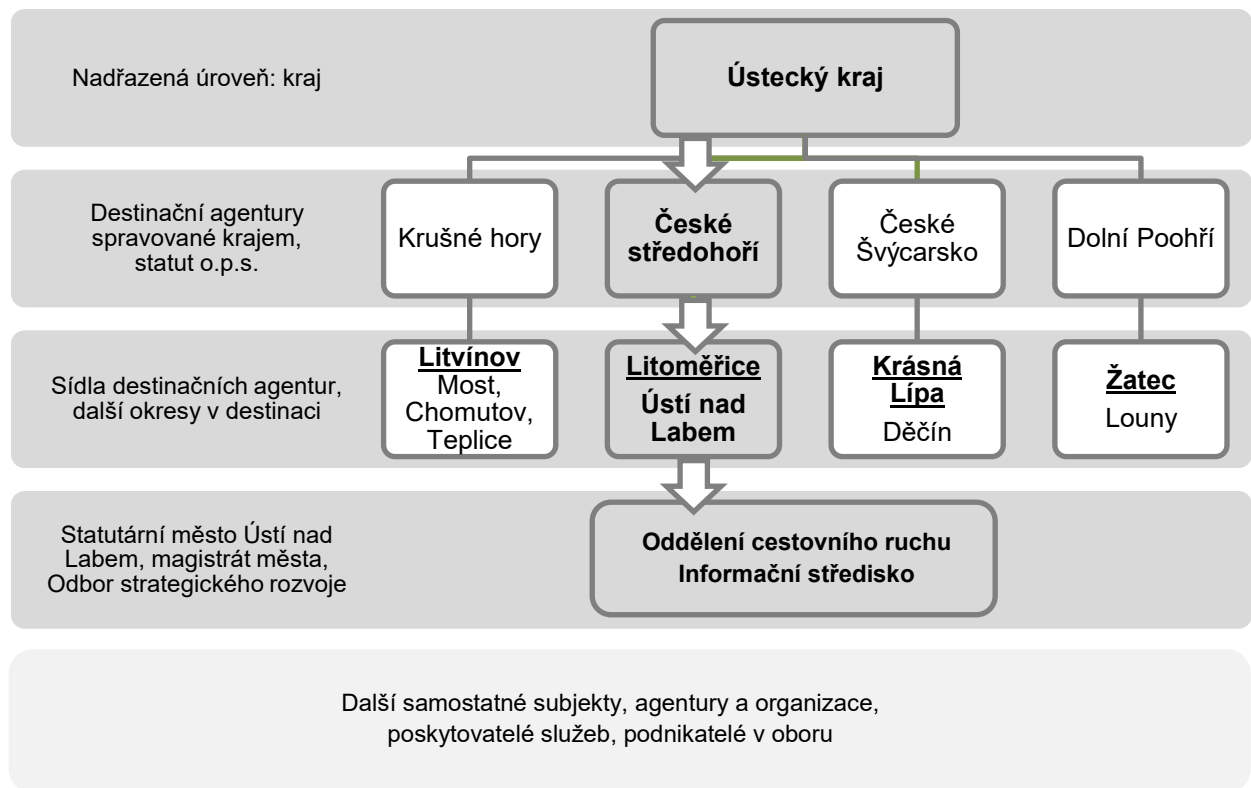 Nadřazená úroveň: kraj
Ústecký kraj
Destinační agentury
spravované krajem,
statut o.p.s.
Krušné hory
České
středohoří
České
Švýcarsko
Dolní Poohří
Sídla destinačních agentur,
další okresy v destinaci
Litvínov
Most,
Chomutov,
Teplice
Litoměřice
Ústí nad
Labem
Krásná
Lípa
Děčín
Žatec
Louny
Statutární město Ústí nad
Labem, magistrát města,
Odbor strategického rozvoje
Oddělení cestovního ruchu
Informační středisko
Další samostatné subjekty, agentury a organizace,
poskytovatelé služeb, podnikatelé v oboru